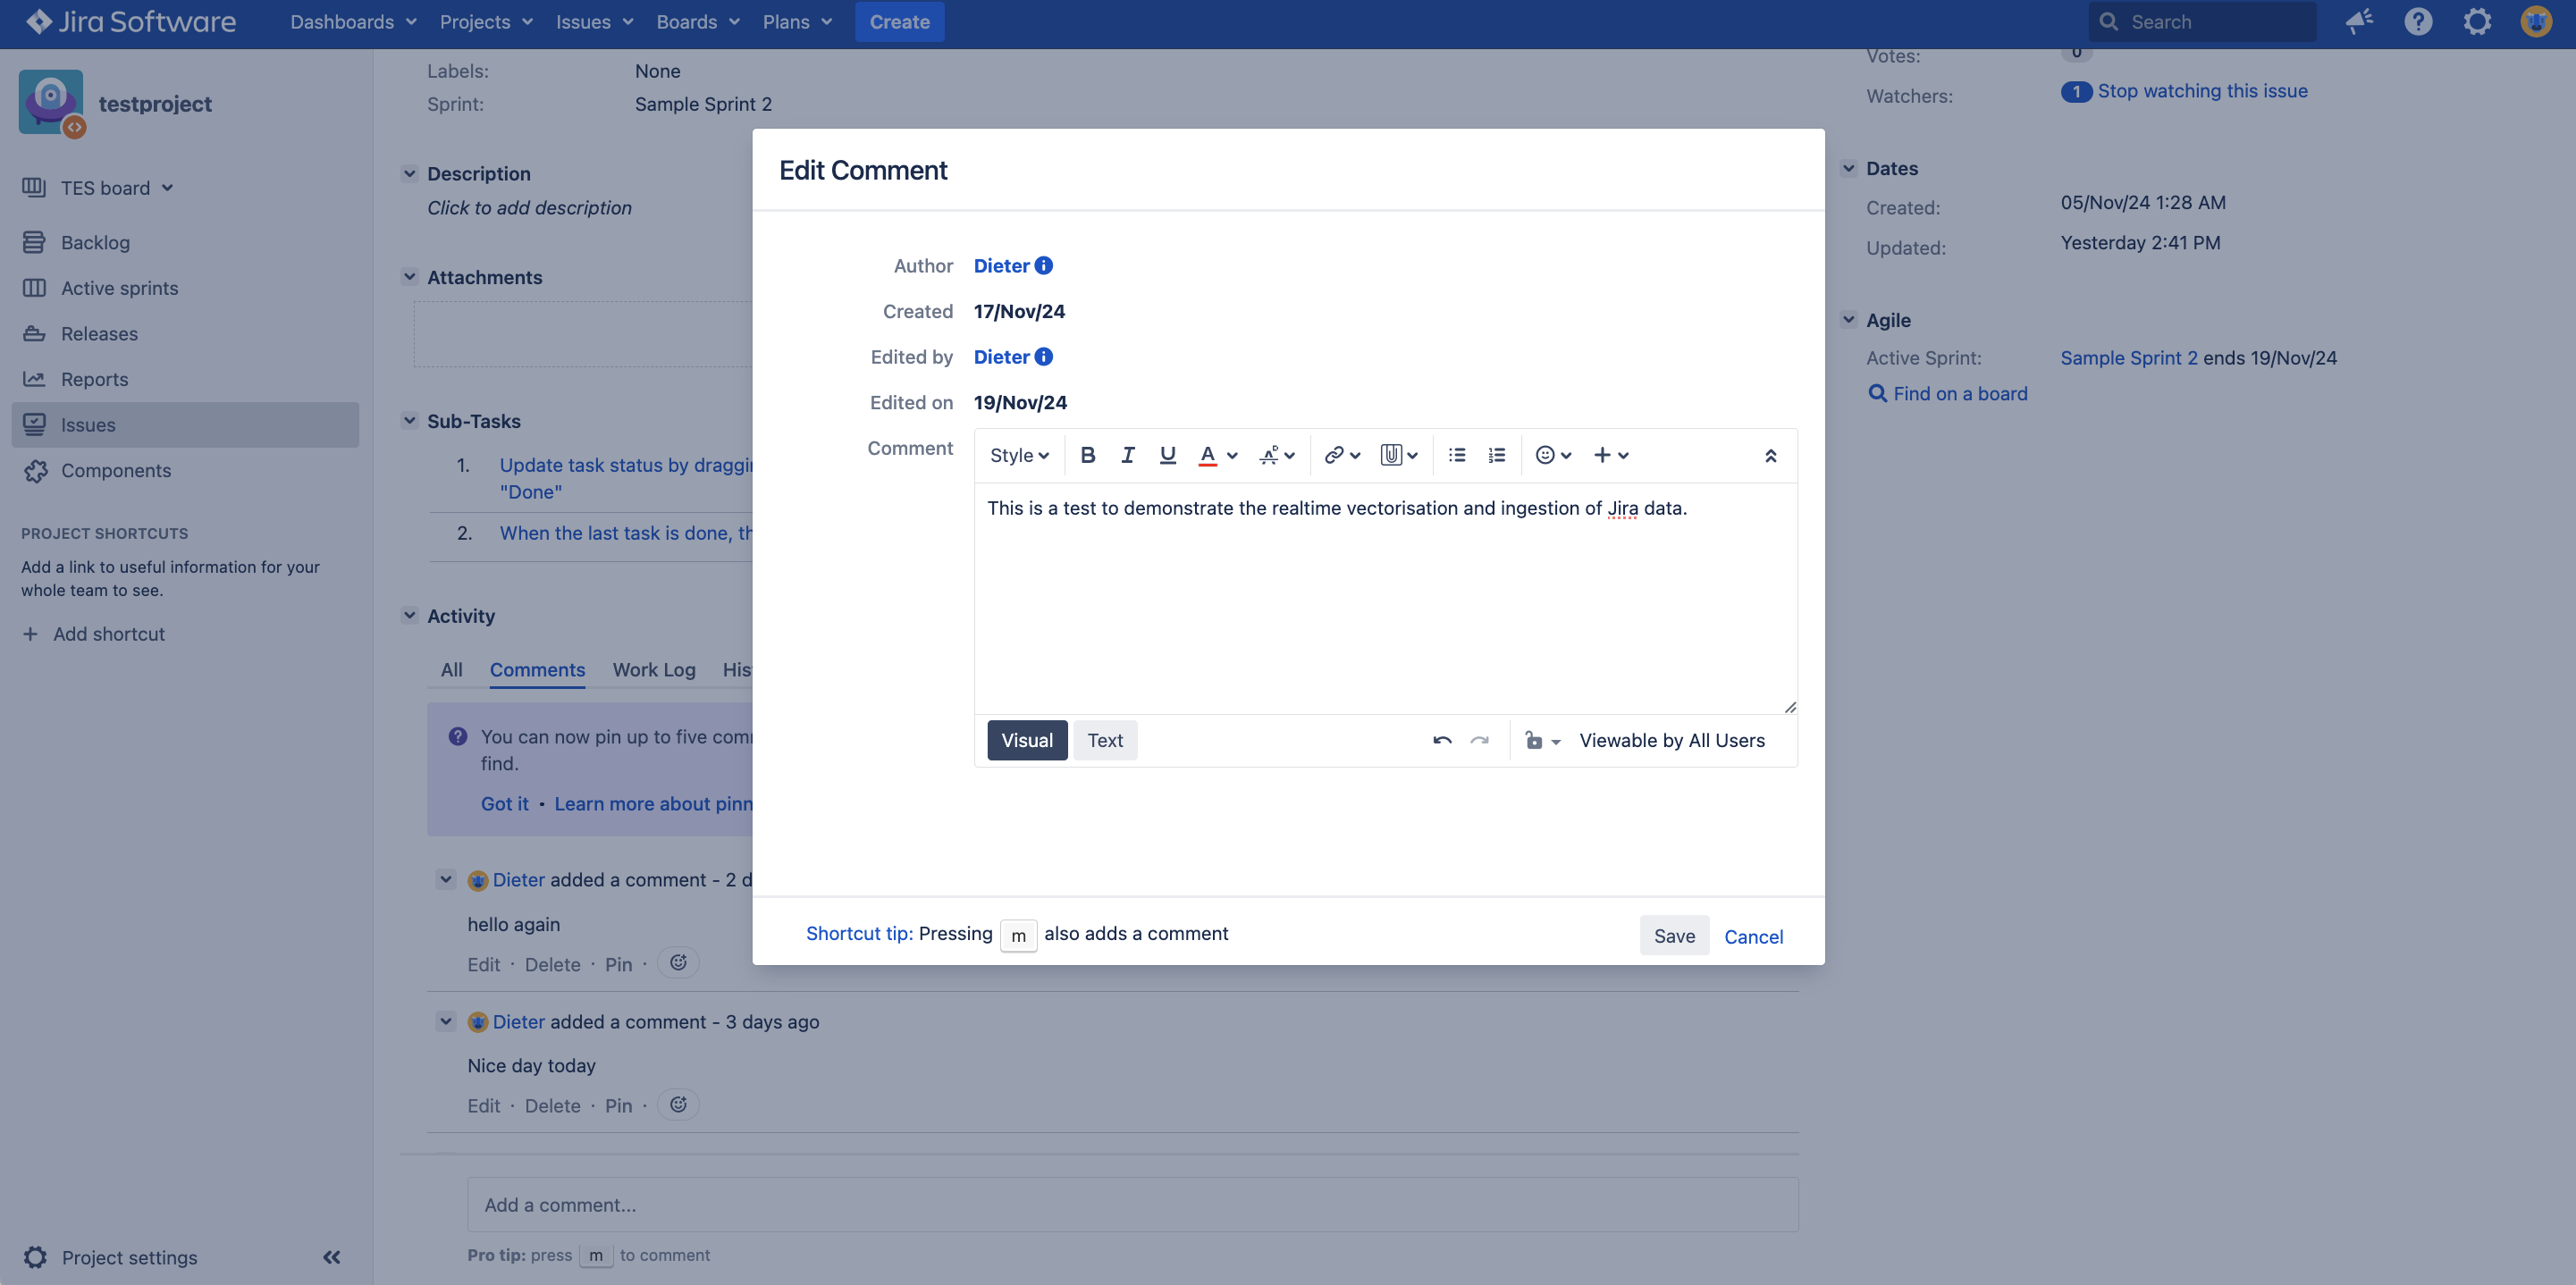 Jira Software
Dashboards
Projects
Issues
Boards
Plans
Create
Search
testproject
TES board
Backlog
Active sprints
Releases
Reports
Issues
Components
PROJECT SHORTCUTS
Add a link to useful information for your
whole team to see.
Add shortcut
Project settings
Labels: None
Sprint: Sample Sprint 2
Description
Click to add description
Attachments
Sub-Tasks
1. Update task status by draggin
"Done"
2. When the last task is done, th
Activity
All Comments Work Log His
You can now pin up to five com
find.
Got it • Learn more about pinn
Dieter added a comment - 2 d
hello again
Edit · Delete · Pin ·
Dieter added a comment - 3 days ago
Nice day today
Edit · Delete · Pin ·
Add a comment...
Pro tip: press m to comment
Edit Comment
Author Dieter
Created 17/Nov/24
Edited by Dieter
Edited on 19/Nov/24
Comment
Style B I U A
This is a test to demonstrate the realtime vectorisation and ingestion of Jira data.
Visual Text
Viewable by All Users
Shortcut tip: Pressing m also adds a comment
Save Cancel
Votes: 0
Watchers: 1 Stop watching this issue
Dates
Created: 05/Nov/24 1:28 AM
Updated: Yesterday 2:41 PM
Agile
Active Sprint: Sample Sprint 2 ends 19/Nov/24
Find on a board